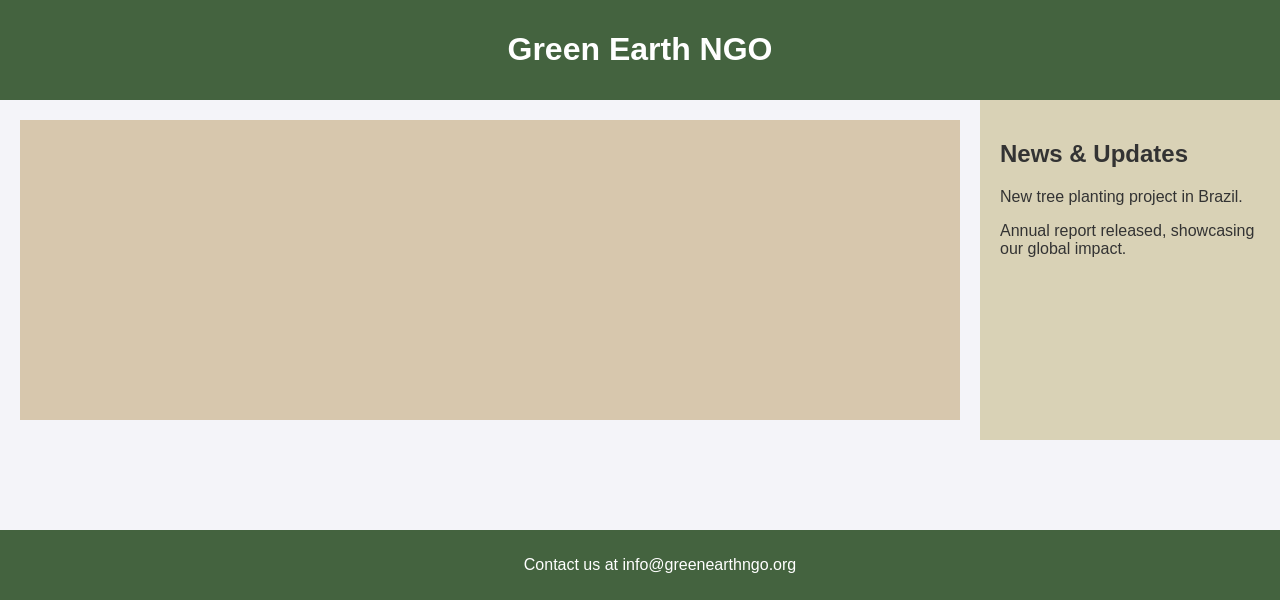 Green Earth NGO
News & Updates
New tree planting project in Brazil.
Annual report released, showcasing
our global impact.
Contact us at info@greenearthngo.org